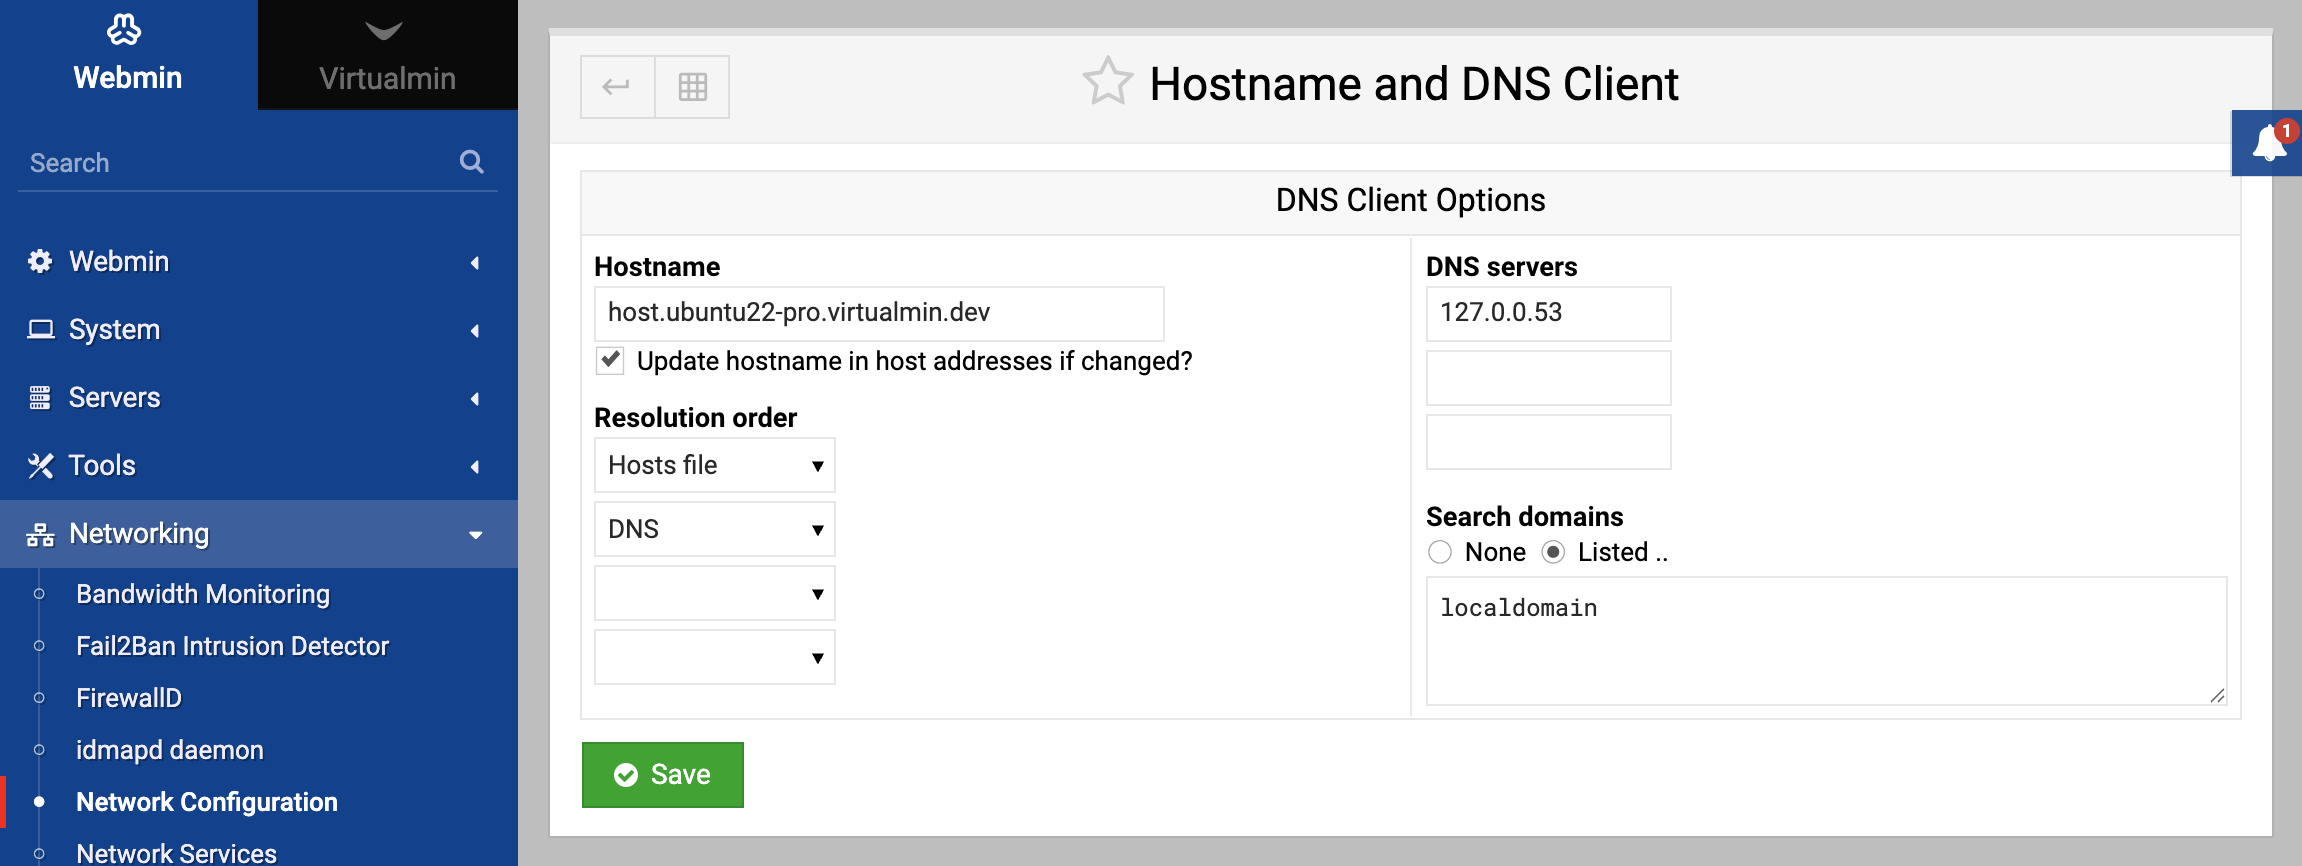 Webmin
Virtualmin
Search
Webmin
System
Servers
Tools
Networking
Bandwidth Monitoring
Fail2Ban Intrusion Detector
FirewallD
idmapd daemon
Network Configuration
Network Services
Hostname and DNS Client
1
DNS Client Options
Hostname
host.ubuntu22-pro.virtualmin.dev
Update hostname in host addresses if changed?
Resolution order
Hosts file
DNS
DNS servers
127.0.0.53
Search domains
None Listed ..
localdomain
Save